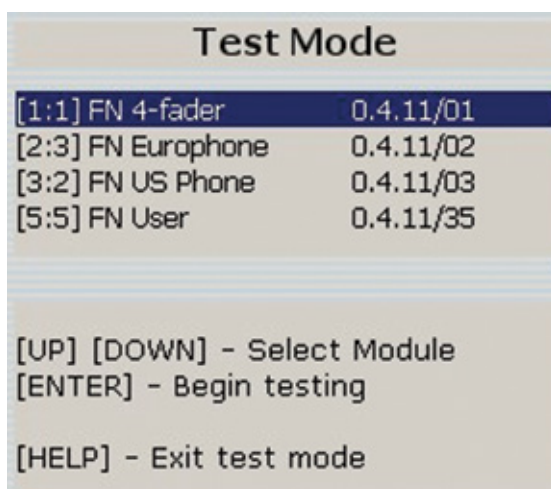 Test Mode
[1:1] FN 4-fader 0.4.11/01
[2:3] FN Europhone 0.4.11/02
[3:2] FN US Phone 0.4.11/03
[5:5] FN User 0.4.11/35
[UP] [DOWN] - Select Module
[ENTER] - Begin testing
[HELP] - Exit test mode